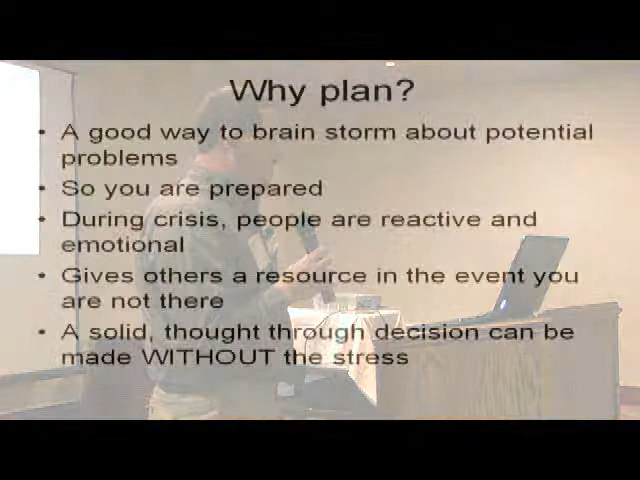 Why plan?
• A good way to brain storm about potential
problems
• So you are prepared
• During crisis, people are reactive and
emotional
• Gives others a resource in the event you
are not there
• A solid, thought through decision can be
made WITHOUT the stress